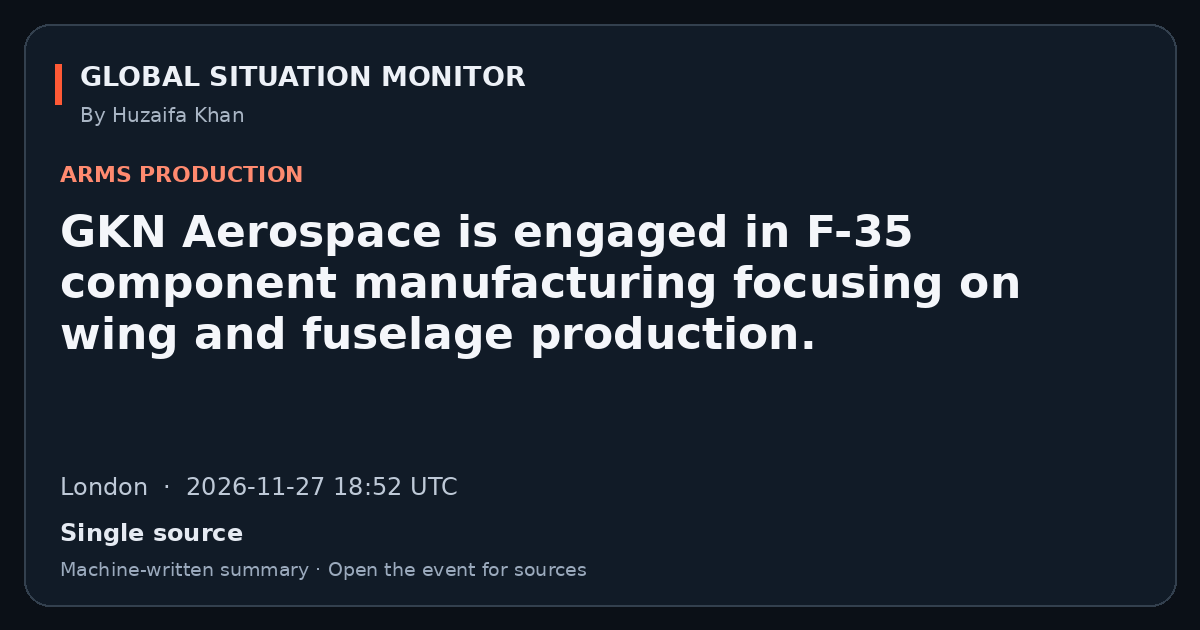 GLOBAL SITUATION MONITOR
By Huzaifa Khan
ARMS PRODUCTION
GKN Aerospace is engaged in F-35
component manufacturing focusing on
wing and fuselage production.
London · 2026-11-27 18:52 UTC
Single source
Machine-written summary · Open the event for sources